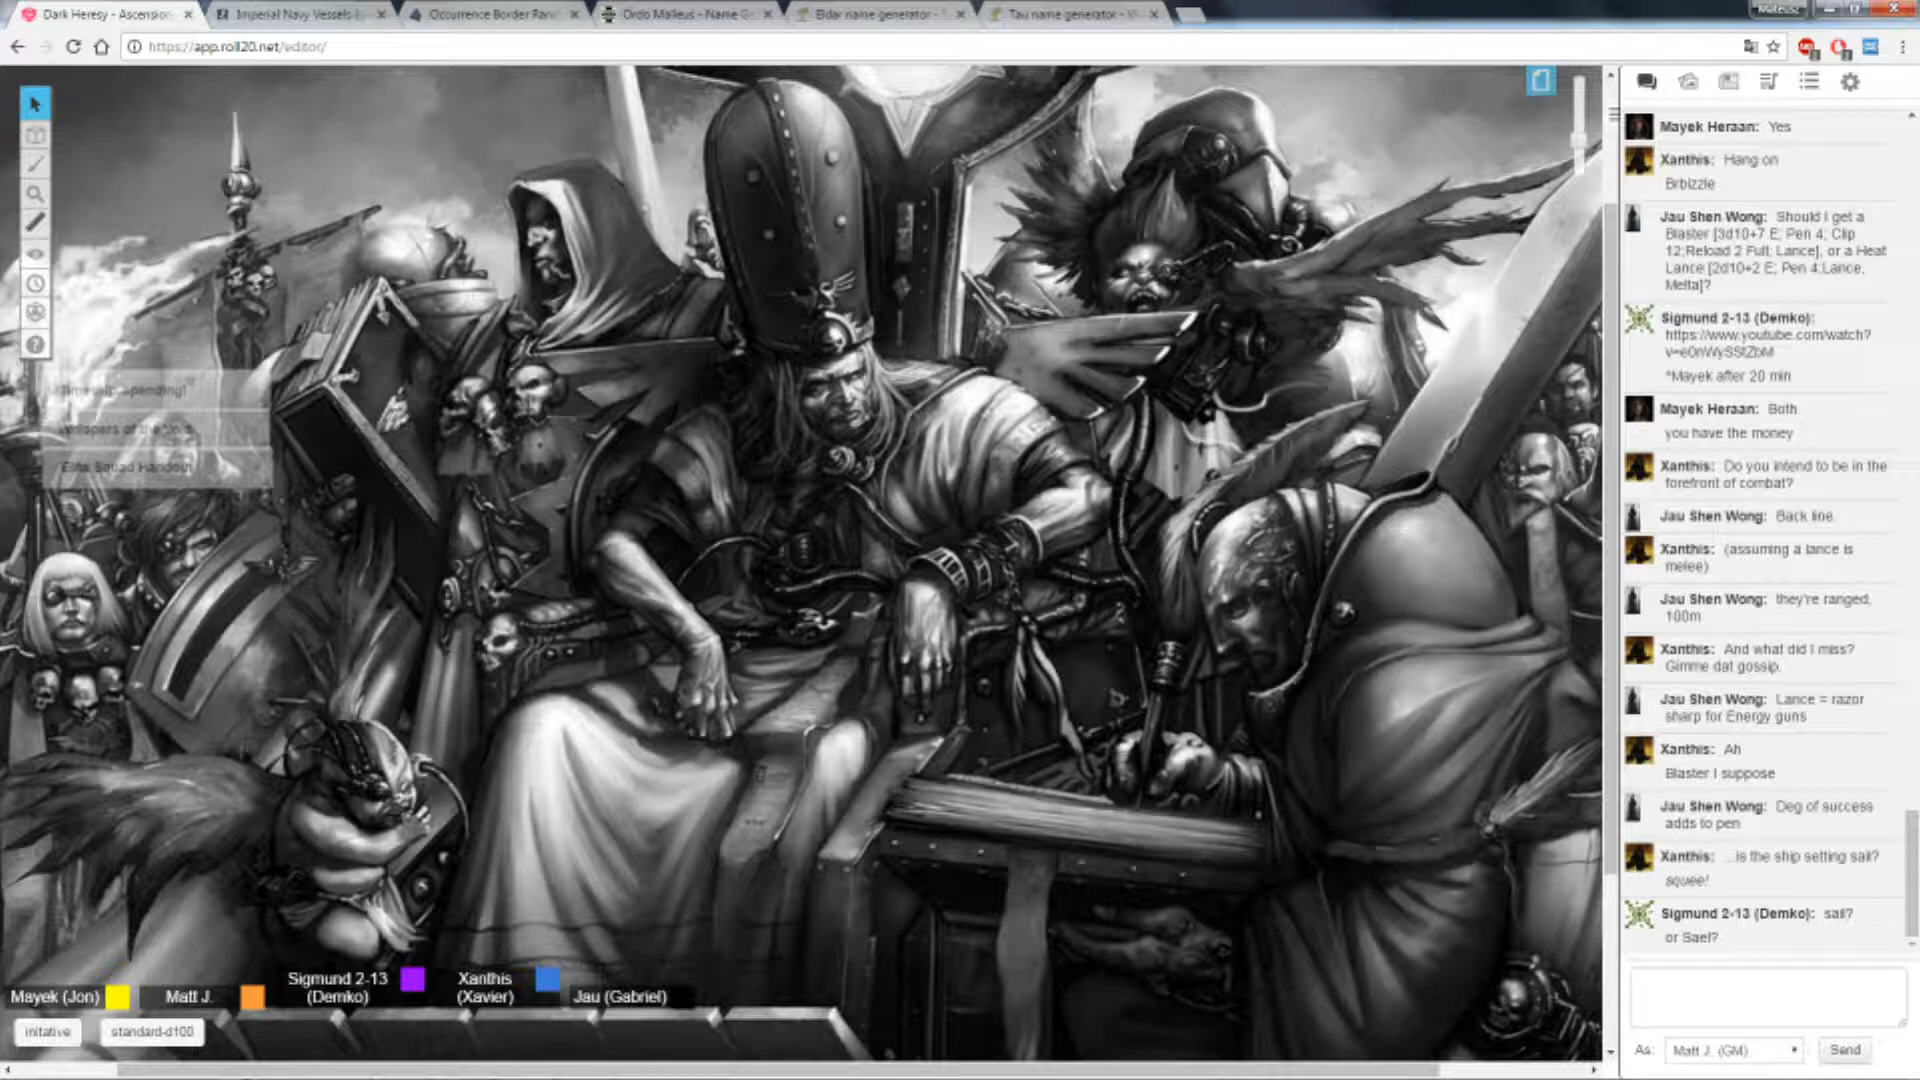 Dark Heresy - Ascension
Imperial Navy Vessels
Occurrence Border
Ordo Malleus - Name
Eldar name generator -
Tau name generator -
Mateusz
https://app.roll20.net/editor/
Mayek Heraan: Yes
Xanthis: Hang on
Brbizzle
Jau Shen Wong: Should I get a
Blaster [3d10+7 E; Pen 4; Clip
12;Reload 2 Full; Lance], or a Heat
Lance [2d10+2 E; Pen 4;Lance,
Melta]?
Sigmund 2-13 (Demko):
https://www.youtube.com/watch?
*Mayek after 20 min
Mayek Heraan: Both
you have the money
Xanthis: Do you intend to be in the
forefront of combat?
Jau Shen Wong: Back line.
Xanthis: (assuming a lance is
melee)
Jau Shen Wong: they're ranged,
100m
Xanthis: And what did I miss?
Gimme dat gossip.
Jau Shen Wong: Lance = razor
sharp for Energy guns
Xanthis: Ah
Blaster I suppose
Jau Shen Wong: Deg of success
adds to pen
Xanthis: ...is the ship setting sail?
squee!
Sigmund 2-13 (Demko): sail?
or Sael?
As: Matt J. (GM)
Send
spending!
Whispers of the
Elite Squad Handout
Mayek (Jon)
Matt J.
Sigmund 2-13
(Demko)
Xanthis
(Xavier)
Jau (Gabriel)
initative
standard-d100